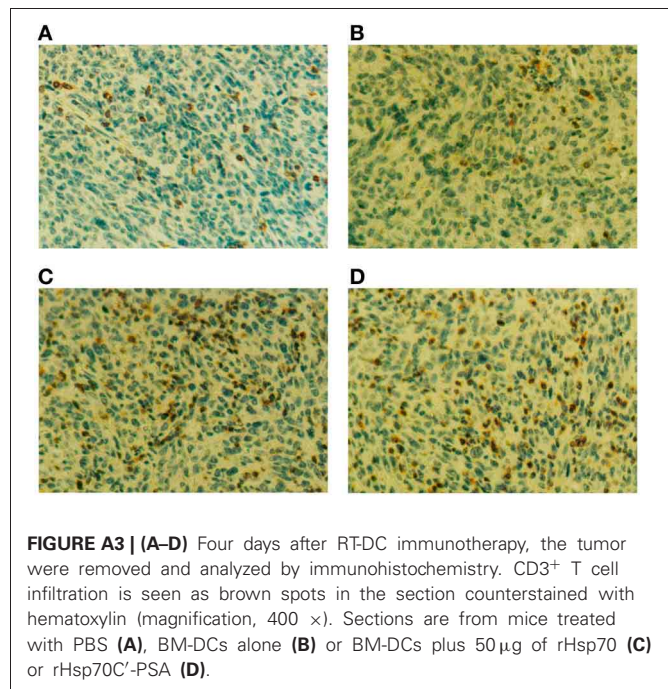 A
B
C
D
FIGURE A3 | (A–D) Four days after RT-DC immunotherapy, the tumor
were removed and analyzed by immunohistochemistry. CD3+ T cell
infiltration is seen as brown spots in the section counterstained with
hematoxylin (magnification, 400 ×). Sections are from mice treated
with PBS (A), BM-DCs alone (B) or BM-DCs plus 50 μg of rHsp70 (C)
or rHsp70C′-PSA (D).